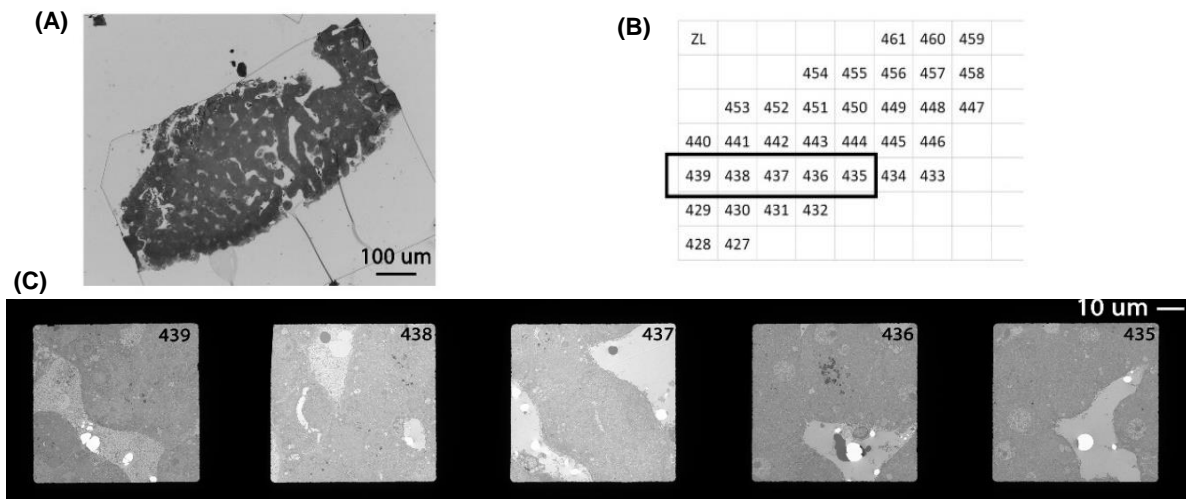 (A)
100 um
(B)
ZL 461 460 459
454 455 456 457 458
453 452 451 450 449 448 447
440 441 442 443 444 445 446
439 438 437 436 435 434 433
429 430 431 432
428 427
(C)
439 438 437 436 435
10 um